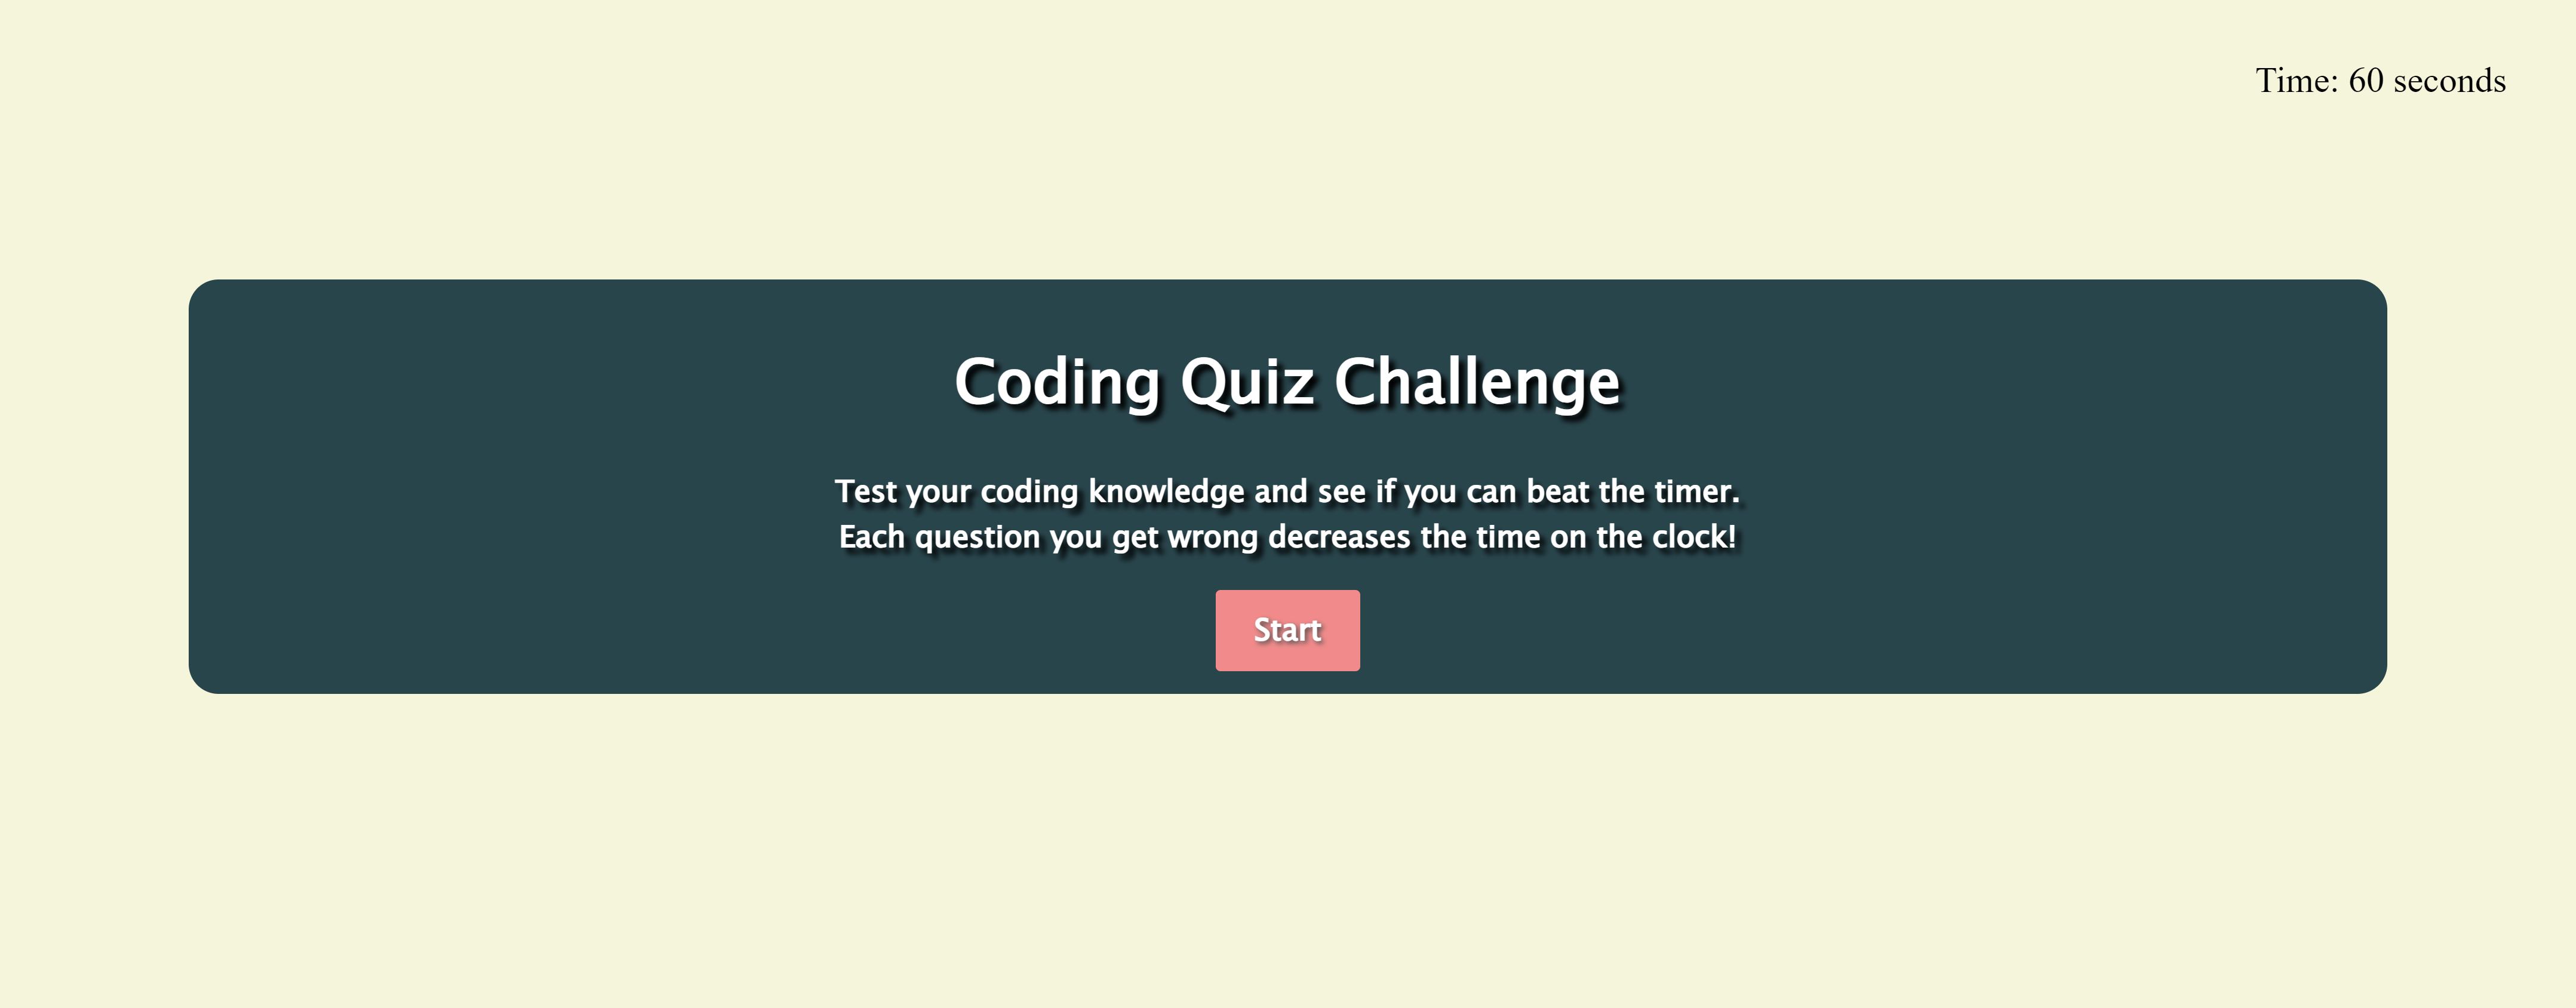 Time: 60 seconds
Coding Quiz Challenge
Test your coding knowledge and see if you can beat the timer.
Each question you get wrong decreases the time on the clock!
Start